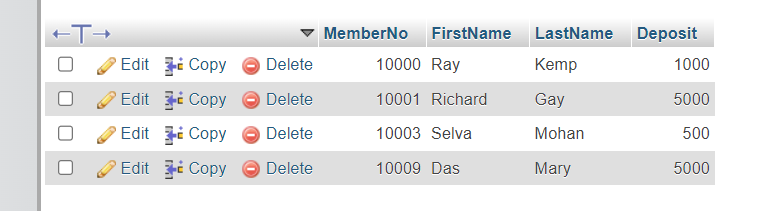 MemberNo FirstName LastName Deposit
Edit Copy Delete 10000 Ray Kemp 1000
Edit Copy Delete 10001 Richard Gay 5000
Edit Copy Delete 10003 Selva Mohan 500
Edit Copy Delete 10009 Das Mary 5000